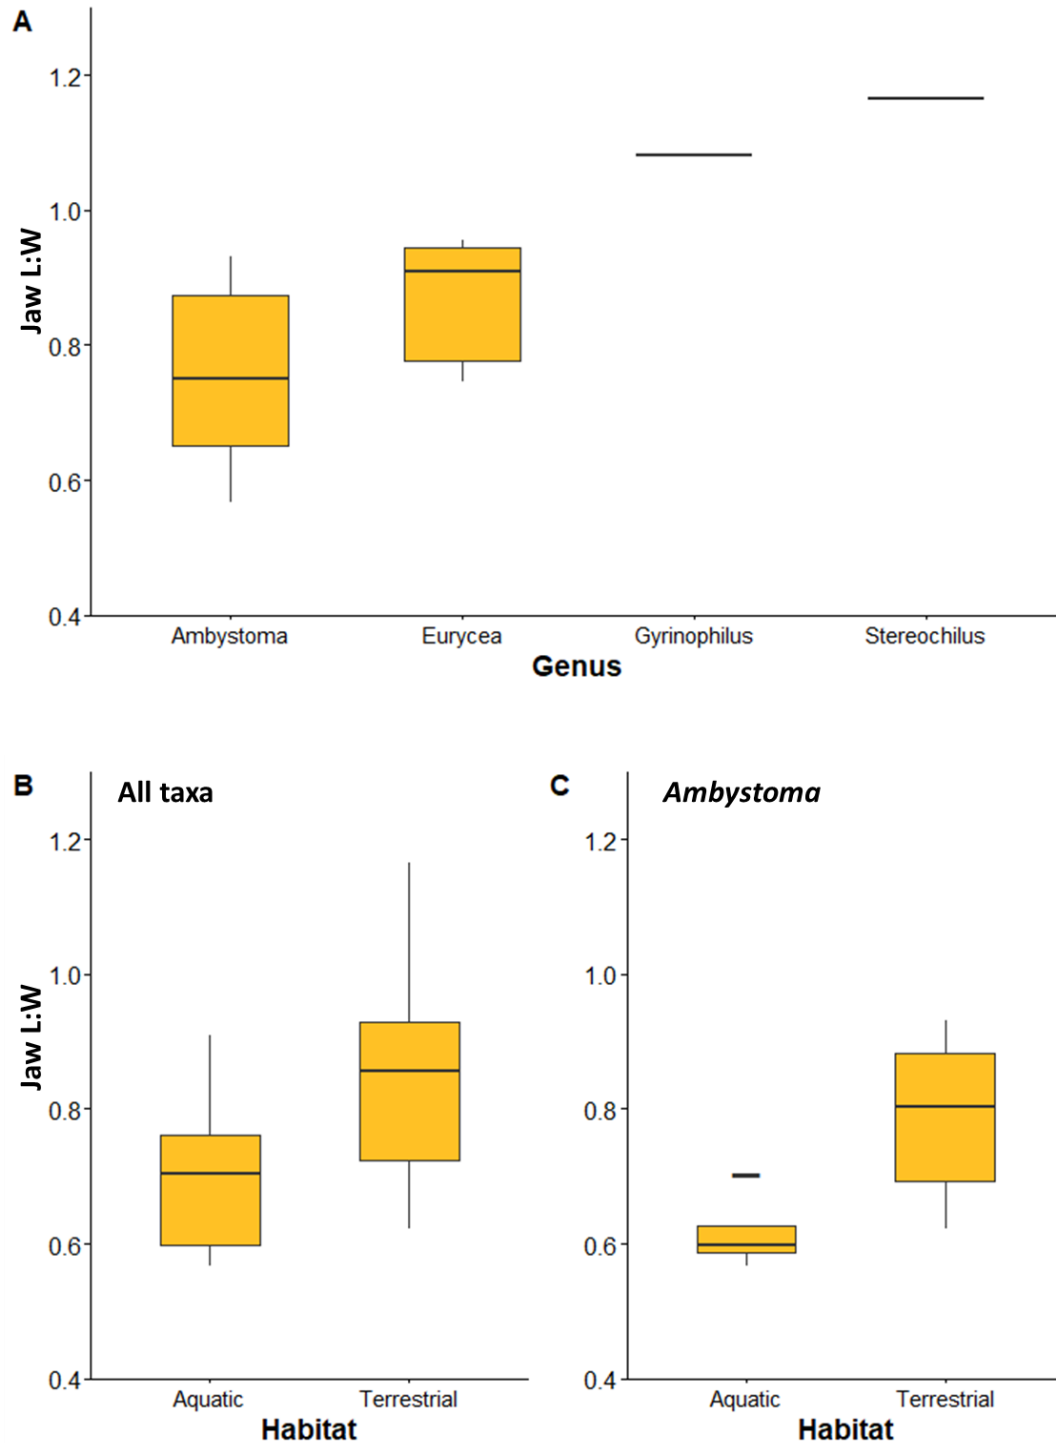 A
1.2
1.0
0.8
0.6
0.4
Jaw L:W
Ambystoma Eurycea Gyrinophilus Stereochilus
Genus
B All taxa
1.2
1.0
0.8
0.6
0.4
Jaw L:W
Aquatic Terrestrial
Habitat
C Ambystoma
1.2
1.0
0.8
0.6
0.4
Aquatic Terrestrial
Habitat